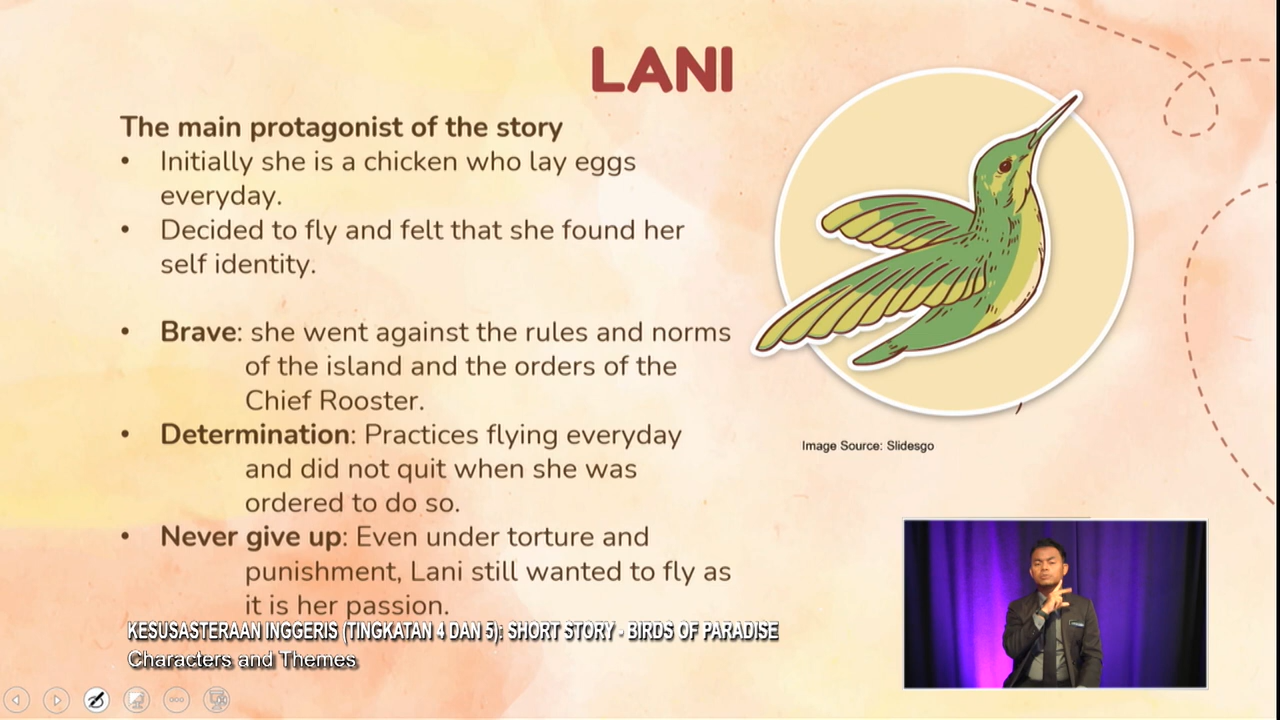 LANI
The main protagonist of the story
• Initially she is a chicken who lay eggs
everyday.
• Decided to fly and felt that she found her
self identity.
• Brave: she went against the rules and norms
of the island and the orders of the
Chief Rooster.
• Determination: Practices flying everyday
and did not quit when she was
ordered to do so.
• Never give up: Even under torture and
punishment, Lani still wanted to fly as
it is her passion.
Image Source: Slidesgo
KESUSASTERAAN INGGERIS (TINGKATAN 4 DAN 5): SHORT STORY - BIRDS OF PARADISE
Characters and Themes